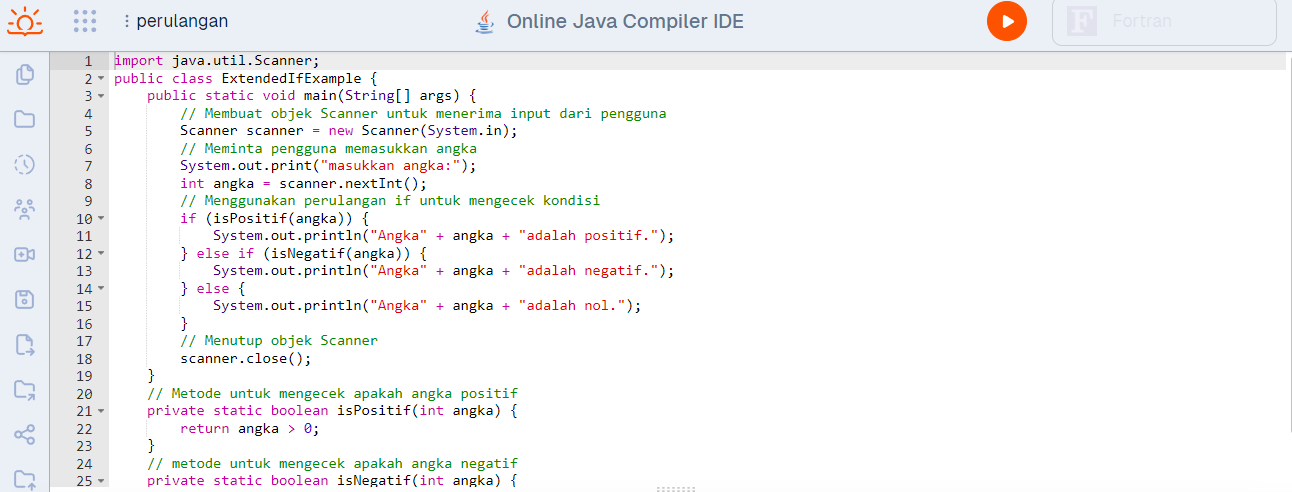 perulangan
Online Java Compiler IDE
Fortran
1 import java.util.Scanner;
2 public class ExtendedIfExample {
3 public static void main(String[] args) {
4 // Membuat objek Scanner untuk menerima input dari pengguna
5 Scanner scanner = new Scanner(System.in);
6 // Meminta pengguna memasukkan angka
7 System.out.print("masukkan angka:");
8 int angka = scanner.nextInt();
9 // Menggunakan perulangan if untuk mengecek kondisi
10 if (isPositif(angka)) {
11 System.out.println("Angka" + angka + "adalah positif.");
12 } else if (isNegatif(angka)) {
13 System.out.println("Angka" + angka + "adalah negatif.");
14 } else {
15 System.out.println("Angka" + angka + "adalah nol.");
16 }
17 // Menutup objek Scanner
18 scanner.close();
19 }
20 // Metode untuk mengecek apakah angka positif
21 private static boolean isPositif(int angka) {
22 return angka > 0;
23 }
24 // metode untuk mengecek apakah angka negatif
25 private static boolean isNegatif(int angka) {